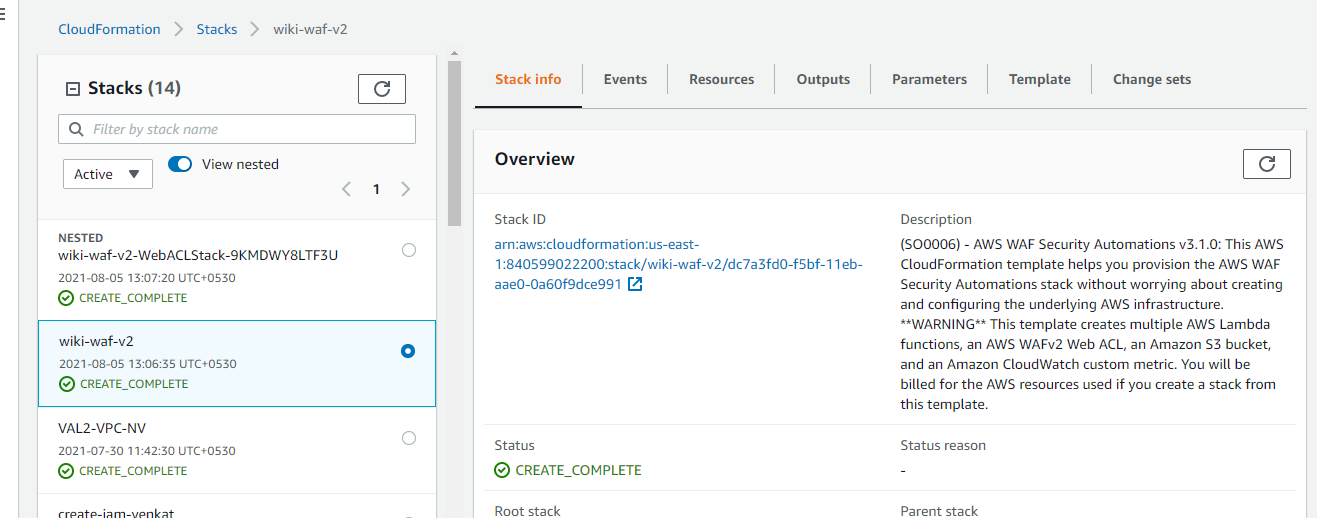 CloudFormation > Stacks > wiki-waf-v2
Stacks (14)
Filter by stack name
Active
View nested
1
NESTED
wiki-waf-v2-WebACLStack-9KMDWY8LTF3U
2021-08-05 13:07:20 UTC+0530
CREATE_COMPLETE
wiki-waf-v2
2021-08-05 13:06:35 UTC+0530
CREATE_COMPLETE
VAL2-VPC-NV
2021-07-30 11:42:30 UTC+0530
CREATE_COMPLETE
create-iam-venkat
Stack info
Events
Resources
Outputs
Parameters
Template
Change sets
Overview
Stack ID
arn:aws:cloudformation:us-east-
1:840599022200:stack/wiki-waf-v2/dc7a3fd0-f5bf-11eb-
aae0-0a60f9dce991
Description
(SO0006) - AWS WAF Security Automations v3.1.0: This AWS
CloudFormation template helps you provision the AWS WAF
Security Automations stack without worrying about creating
and configuring the underlying AWS infrastructure.
**WARNING** This template creates multiple AWS Lambda
functions, an AWS WAFv2 Web ACL, an Amazon S3 bucket,
and an Amazon CloudWatch custom metric. You will be
billed for the AWS resources used if you create a stack from
this template.
Status
CREATE_COMPLETE
Status reason
-
Root stack
Parent stack